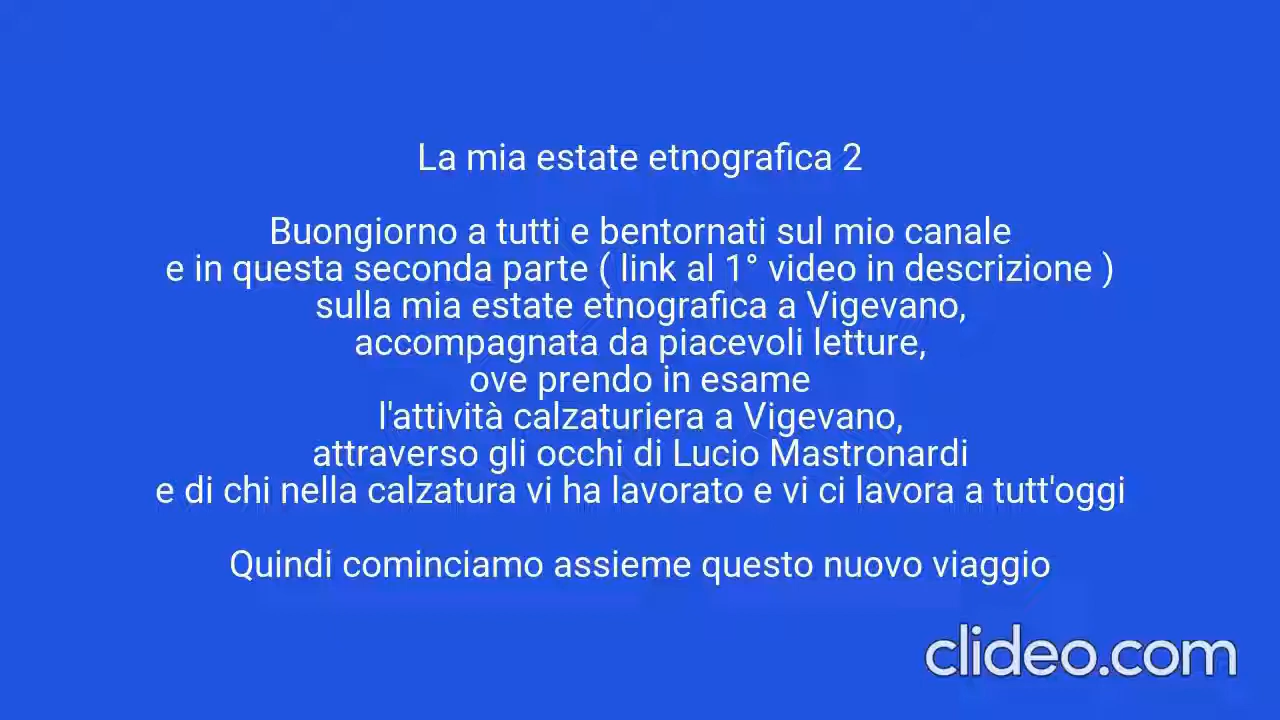 La mia estate etnografica 2
Buongiorno a tutti e bentornati sul mio canale
e in questa seconda parte ( link al 1° video in descrizione )
sulla mia estate etnografica a Vigevano,
accompagnata da piacevoli letture,
ove prendo in esame
l'attività calzaturiera a Vigevano,
attraverso gli occhi di Lucio Mastronardi
e di chi nella calzatura vi ha lavorato e vi ci lavora a tutt'oggi
Quindi cominciamo assieme questo nuovo viaggio
clideo.com